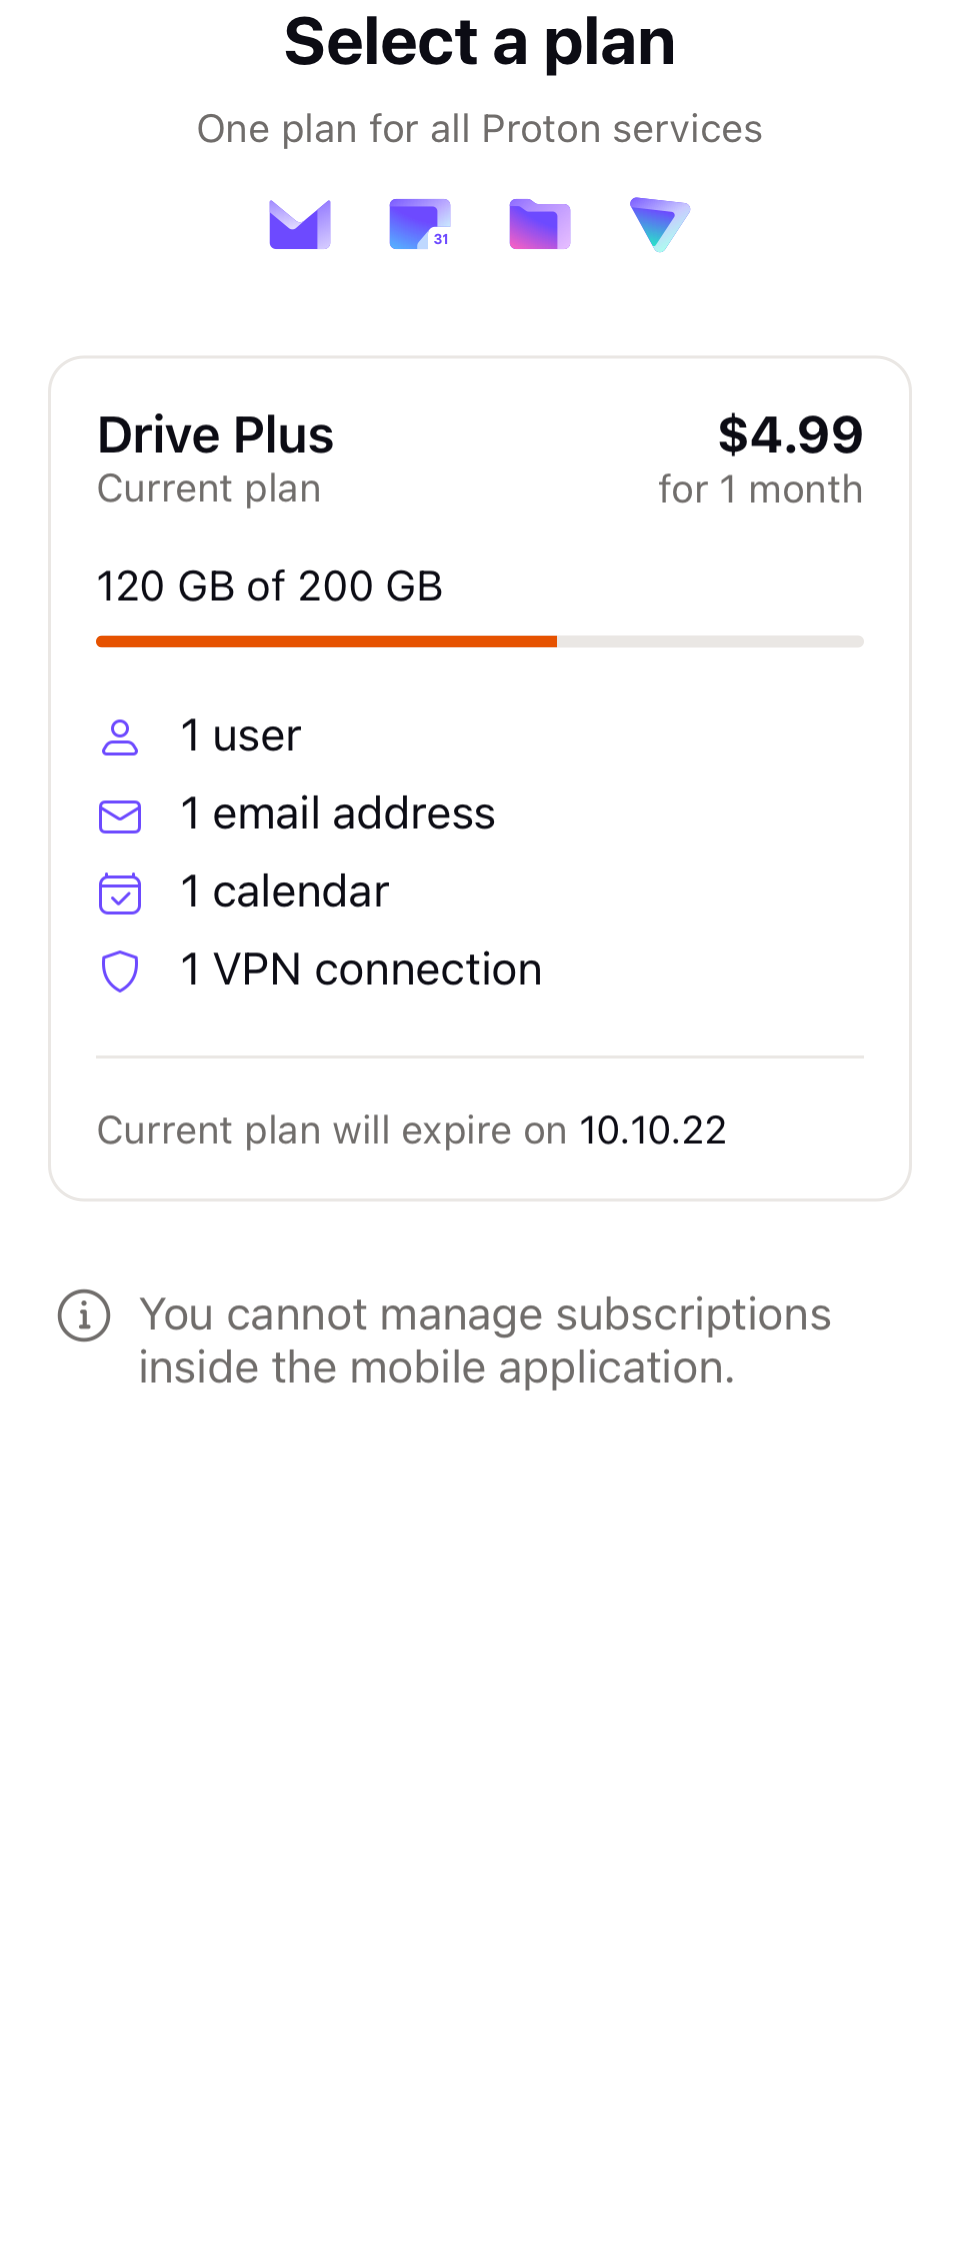 Select a plan
One plan for all Proton services
31
Drive Plus
$4.99
Current plan
for 1 month
120 GB of 200 GB
1 user
1 email address
1 calendar
1 VPN connection
Current plan will expire on 10.10.22
You cannot manage subscriptions
inside the mobile application.